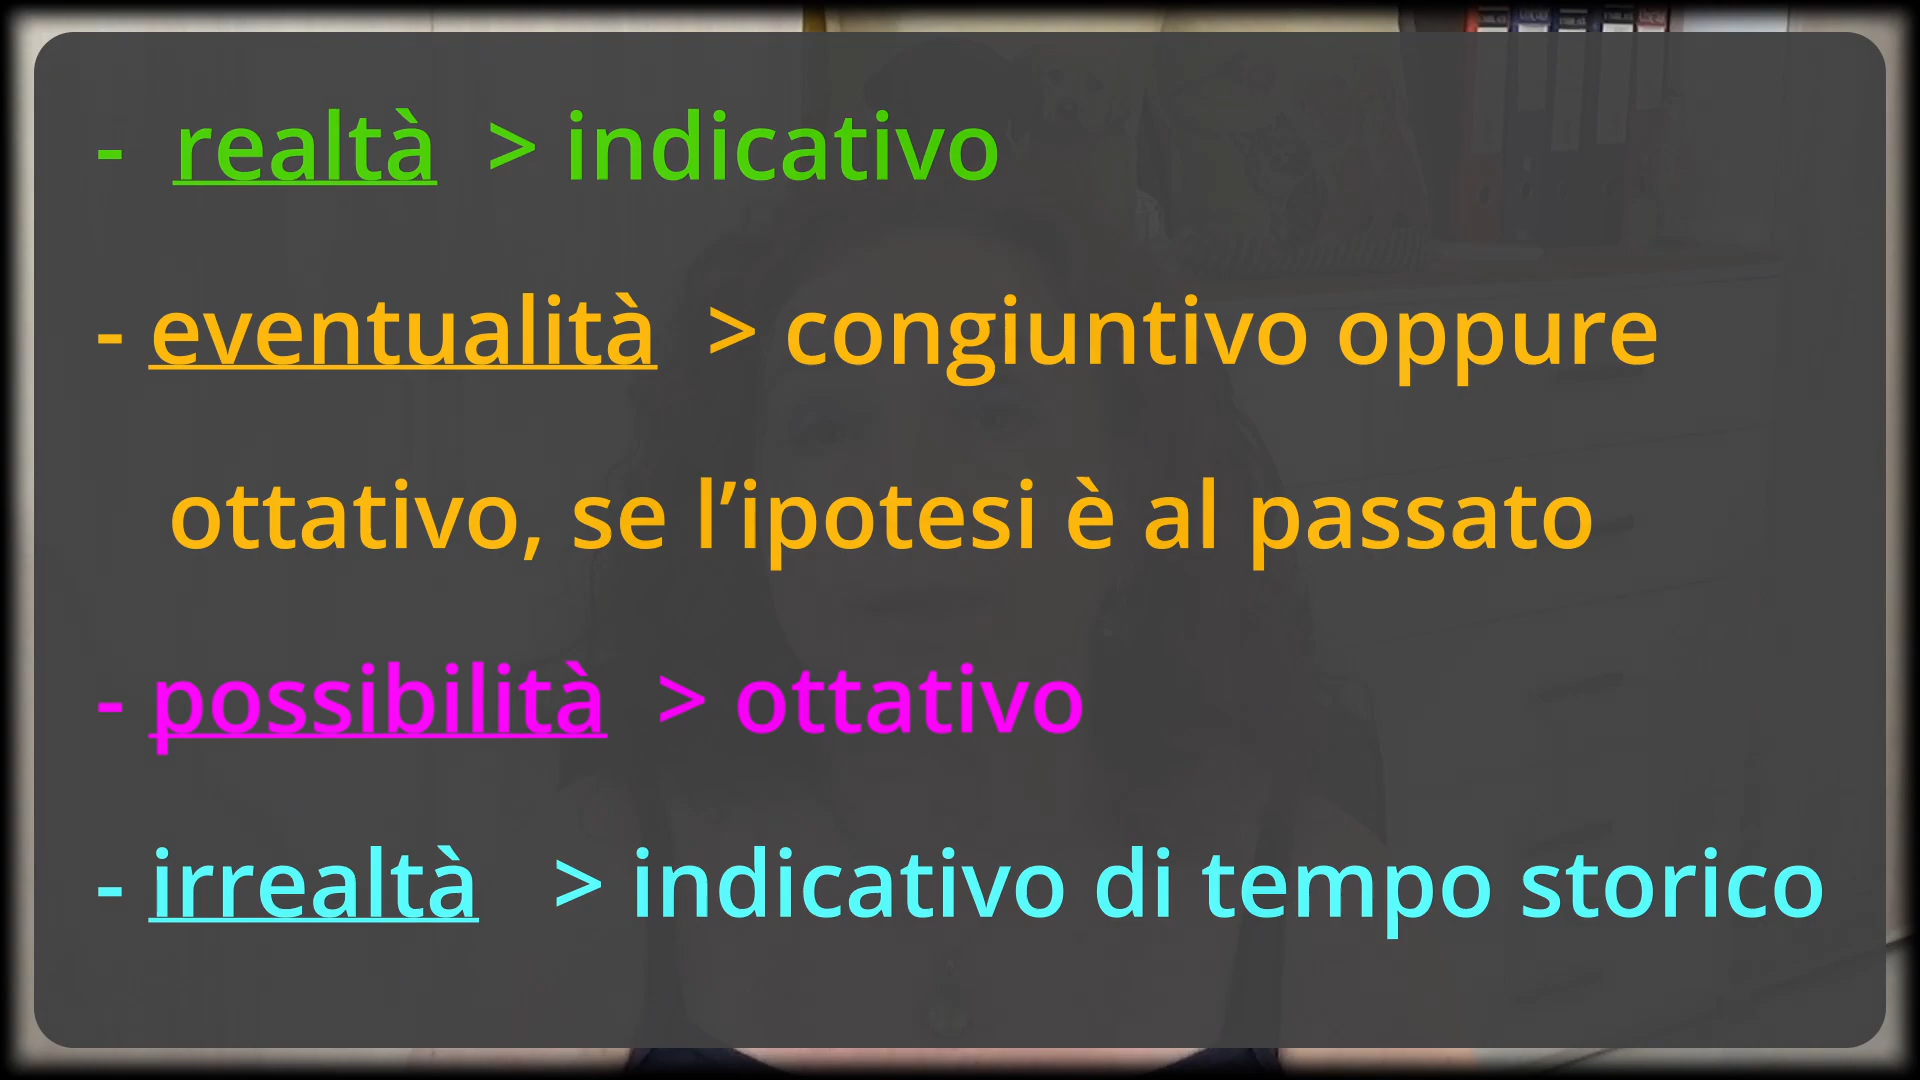 - realtà > indicativo
- eventualità > congiuntivo oppure
ottativo, se l’ipotesi è al passato
- possibilità > ottativo
- irrealtà > indicativo di tempo storico